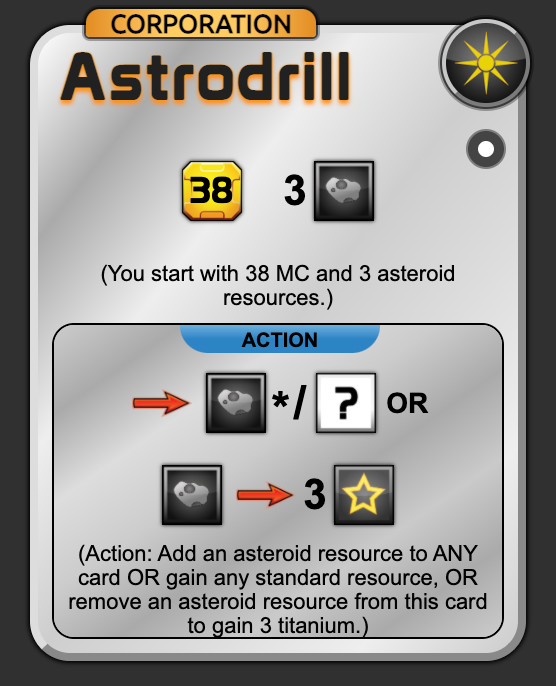 CORPORATION
Astrodrill
38 3
(You start with 38 MC and 3 asteroid
resources.)
ACTION
*/ ? OR
3
(Action: Add an asteroid resource to ANY
card OR gain any standard resource, OR
remove an asteroid resource from this card
to gain 3 titanium.)